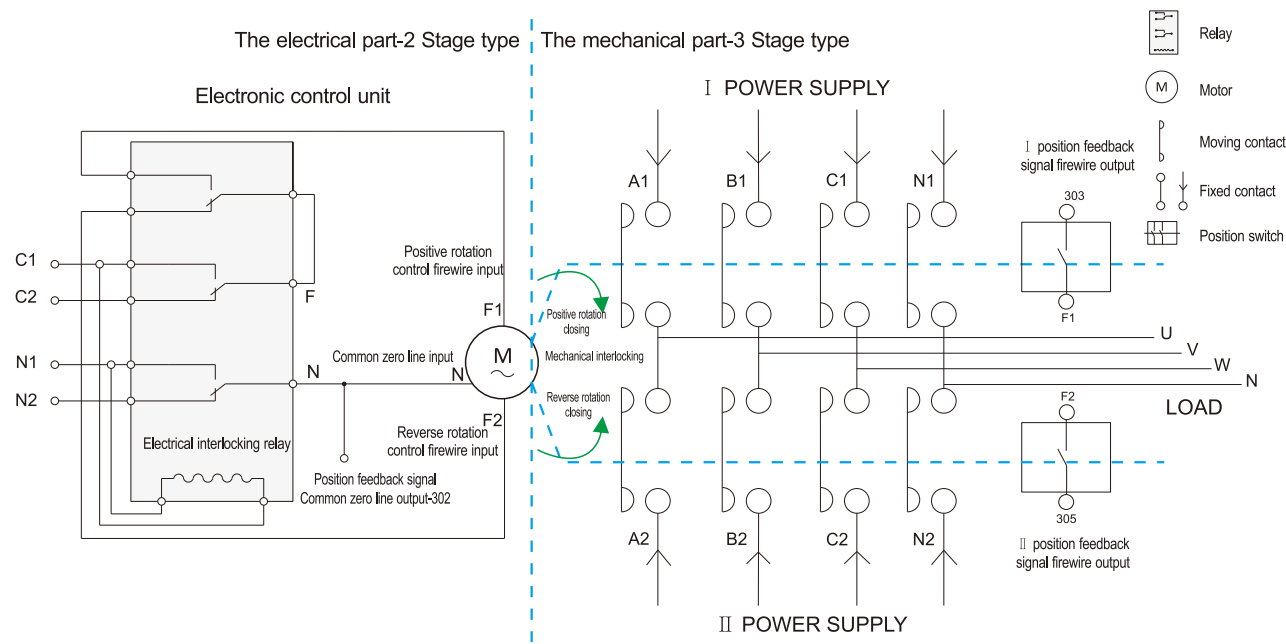 The electrical part-2 Stage type
The mechanical part-3 Stage type
Electronic control unit
C1
C2
N1
N2
F
N
Electrical interlocking relay
Positive rotation
control firewire input
F1
M
N
Common zero line input
F2
Reverse rotation
control firewire input
Position feedback signal
Common zero line output-302
Positive rotation
closing
Mechanical interlocking
Reverse rotation
closing
I POWER SUPPLY
A1
B1
C1
N1
U
V
W
N
LOAD
A2
B2
C2
N2
II POWER SUPPLY
I position feedback
signal firewire output
303
F1
F2
305
II position feedback
signal firewire output
Relay
M
Motor
Moving contact
Fixed contact
Position switch